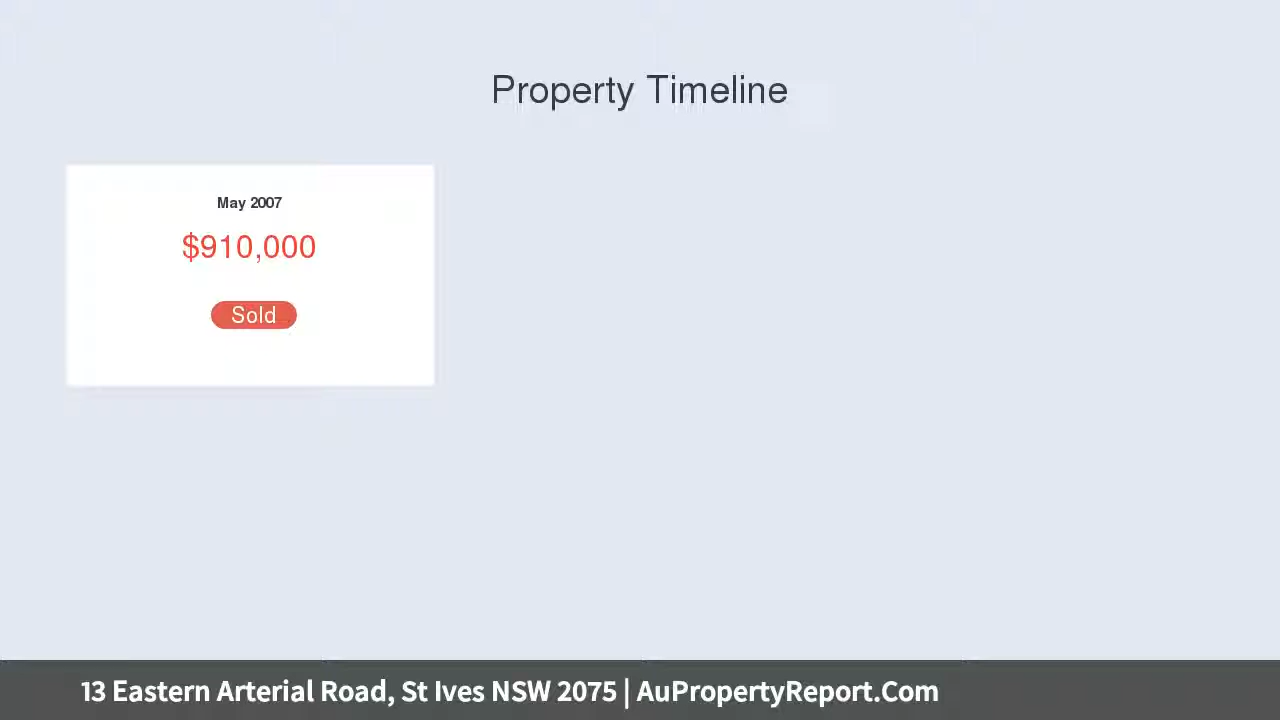 Property Timeline
May 2007
$910,000
Sold
13 Eastern Arterial Road, St Ives NSW 2075 | AuPropertyReport.Com